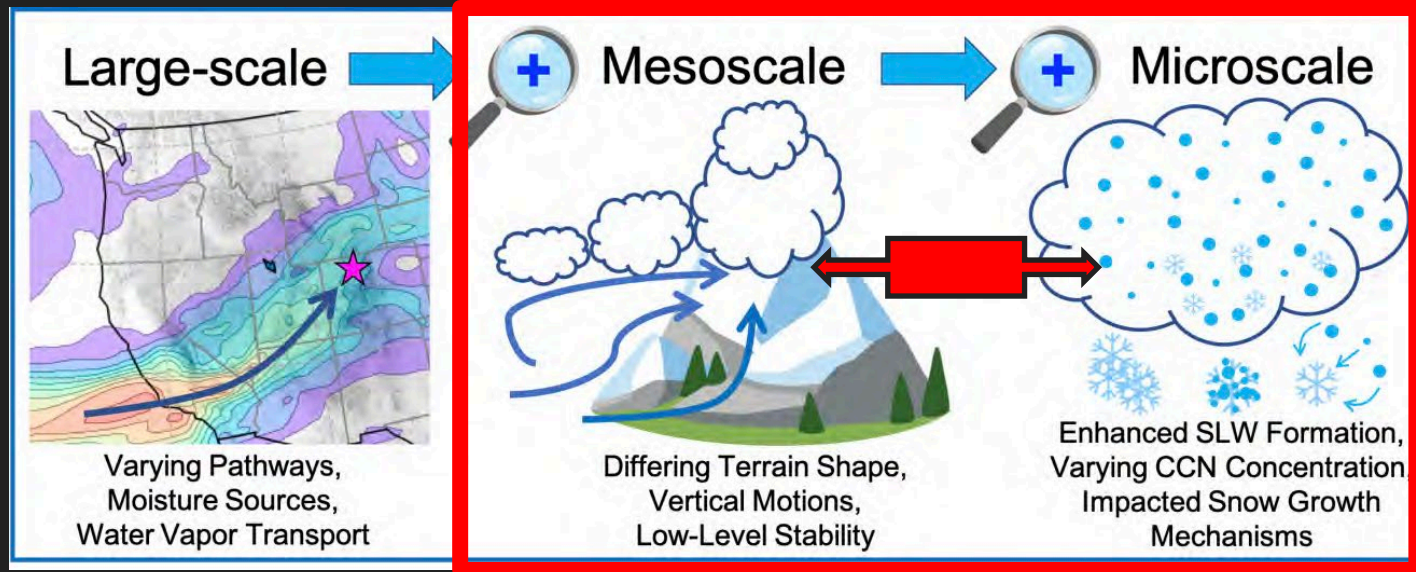 Large-scale
Varying Pathways,
Moisture Sources,
Water Vapor Transport
Mesoscale
Differing Terrain Shape,
Vertical Motions,
Low-Level Stability
Microscale
Enhanced SLW Formation,
Varying CCN Concentration,
Impacted Snow Growth
Mechanisms